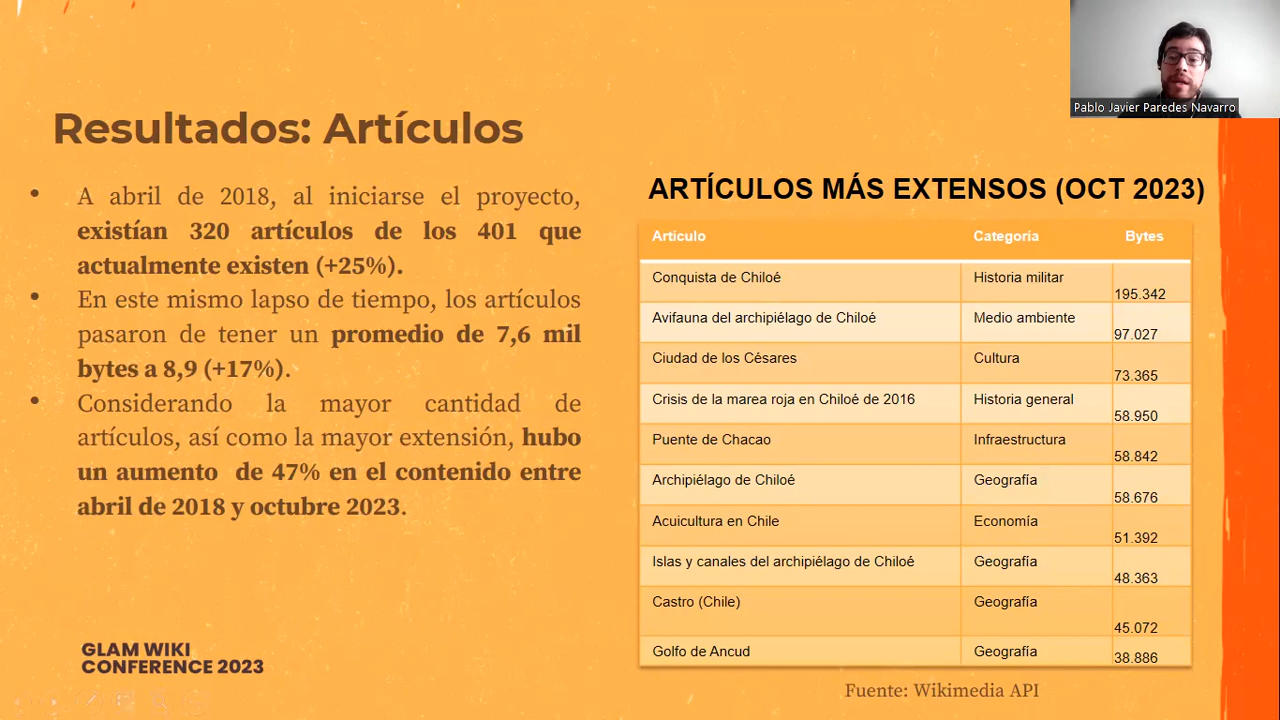 Pablo Javier Paredes Navarro
Resultados: Artículos
• A abril de 2018, al iniciarse el proyecto,
existían 320 artículos de los 401 que
actualmente existen (+25%).
• En este mismo lapso de tiempo, los artículos
pasaron de tener un promedio de 7,6 mil
bytes a 8,9 (+17%).
• Considerando la mayor cantidad de
artículos, así como la mayor extensión, hubo
un aumento de 47% en el contenido entre
abril de 2018 y octubre 2023.
GLAM WIKI
CONFERENCE 2023
ARTÍCULOS MÁS EXTENSOS (OCT 2023)
Artículo Categoría Bytes
Conquista de Chiloé Historia militar 195.342
Avifauna del archipiélago de Chiloé Medio ambiente 97.027
Ciudad de los Césares Cultura 73.365
Crisis de la marea roja en Chiloé de 2016 Historia general 58.950
Puente de Chacao Infraestructura 58.842
Archipiélago de Chiloé Geografía 58.676
Acuicultura en Chile Economía 51.392
Islas y canales del archipiélago de Chiloé Geografía 48.363
Castro (Chile) Geografía 45.072
Golfo de Ancud Geografía 38.886
Fuente: Wikimedia API